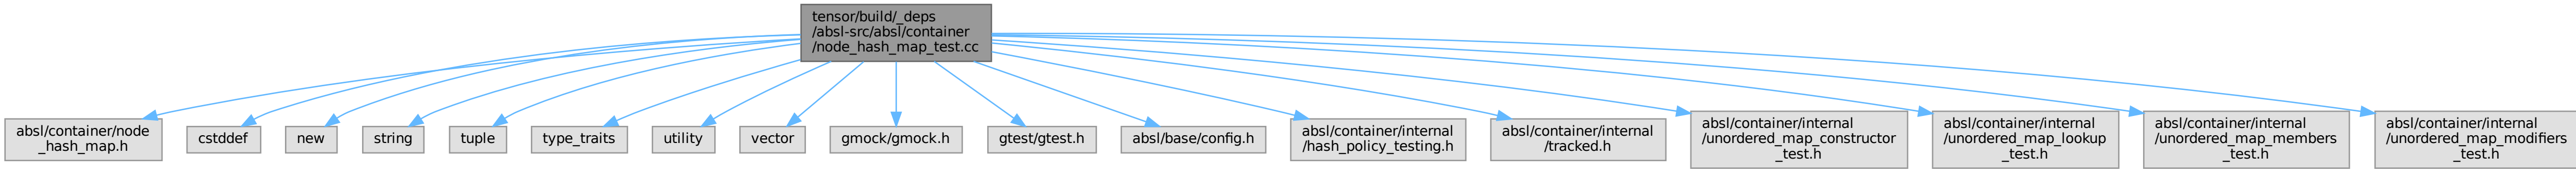 tensor/build/_deps
/absl-src/absl/container
/node_hash_map_test.cc
absl/container/node
_hash_map.h
cstddef
new
string
tuple
type_traits
utility
vector
gmock/gmock.h
gtest/gtest.h
absl/base/config.h
absl/container/internal
/hash_policy_testing.h
absl/container/internal
/tracked.h
absl/container/internal
/unordered_map_constructor
_test.h
absl/container/internal
/unordered_map_lookup
_test.h
absl/container/internal
/unordered_map_members
_test.h
absl/container/internal
/unordered_map_modifiers
_test.h